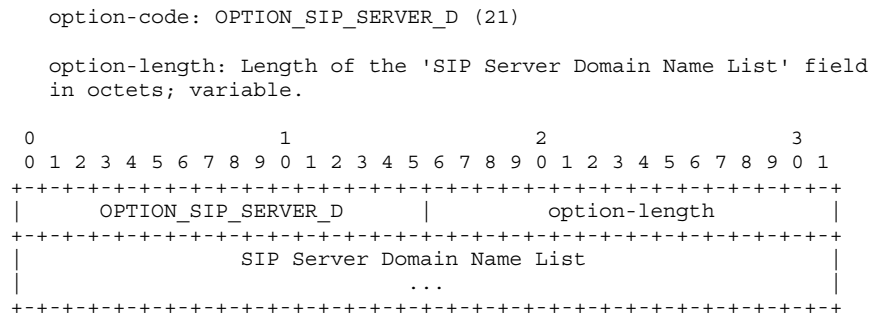 option-code: OPTION_SIP_SERVER_D (21)
option-length: Length of the 'SIP Server Domain Name List' field
in octets; variable.
 0                   1                   2                   3
 0 1 2 3 4 5 6 7 8 9 0 1 2 3 4 5 6 7 8 9 0 1 2 3 4 5 6 7 8 9 0 1
+-+-+-+-+-+-+-+-+-+-+-+-+-+-+-+-+-+-+-+-+-+-+-+-+-+-+-+-+-+-+-+-+
|      OPTION_SIP_SERVER_D      |         option-length         |
+-+-+-+-+-+-+-+-+-+-+-+-+-+-+-+-+-+-+-+-+-+-+-+-+-+-+-+-+-+-+-+-+
|                 SIP Server Domain Name List                   |
|                              ...                              |
+-+-+-+-+-+-+-+-+-+-+-+-+-+-+-+-+-+-+-+-+-+-+-+-+-+-+-+-+-+-+-+-+